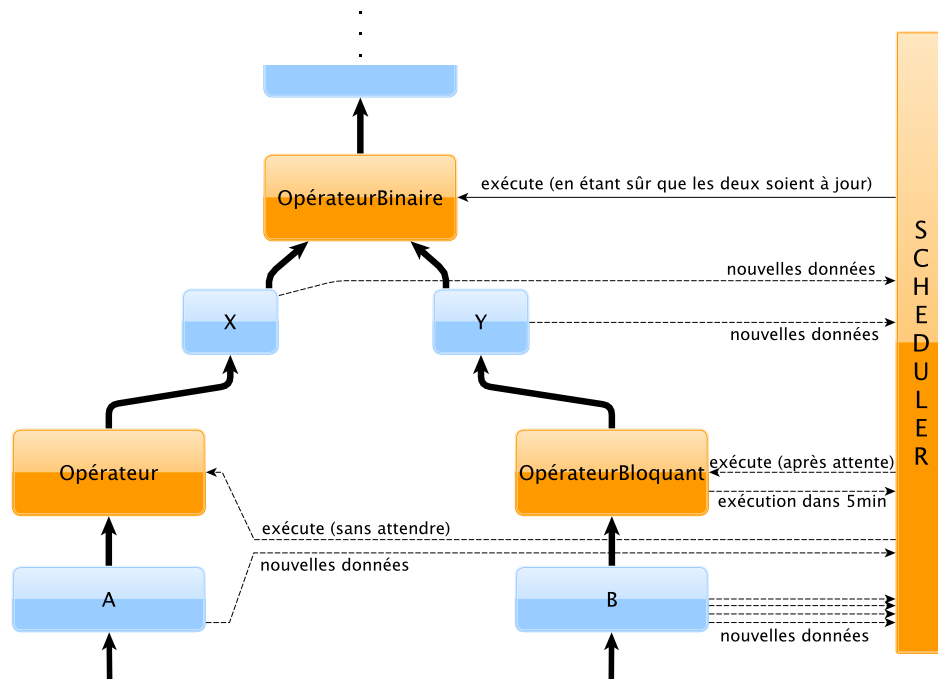 OpérateurBinaire
exécute (en étant sûr que les deux soient à jour)
SCHEDULER
nouvelles données
X
Y
nouvelles données
Opérateur
OpérateurBloquant
exécute (après attente)
exécution dans 5min
exécute (sans attendre)
nouvelles données
A
B
nouvelles données